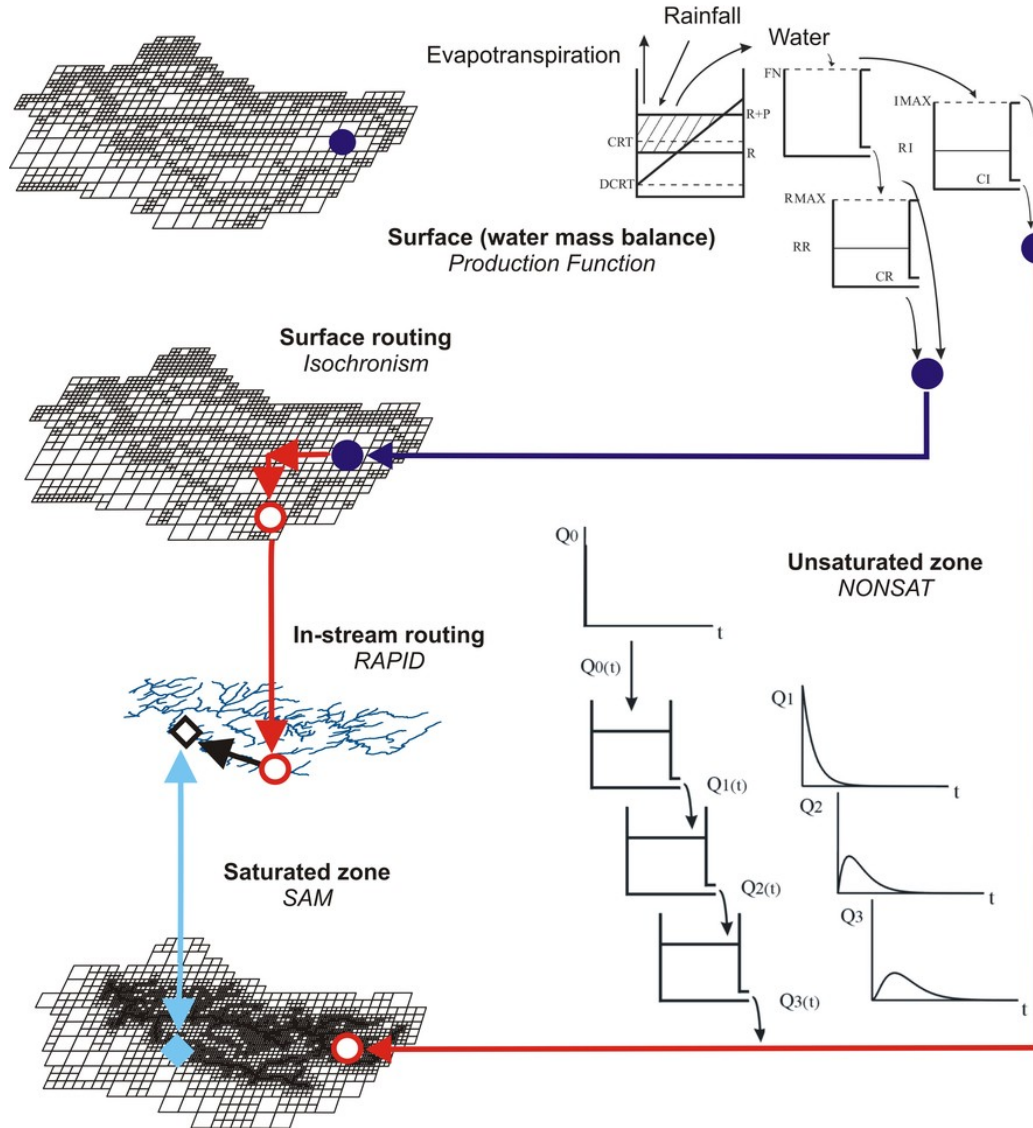 Rainfall
Evapotranspiration
Water
FN
IMAX
R+P
CRT
R
RI
DCRT
CI
RMAX
RR
CR
Surface (water mass balance)
Production Function
Surface routing
Isochronism
Q0
t
Unsaturated zone
NONSAT
In-stream routing
RAPID
Q0(t)
Q1
t
Q1(t)
Q2
t
Q2(t)
Saturated zone
SAM
Q3
t
Q3(t)